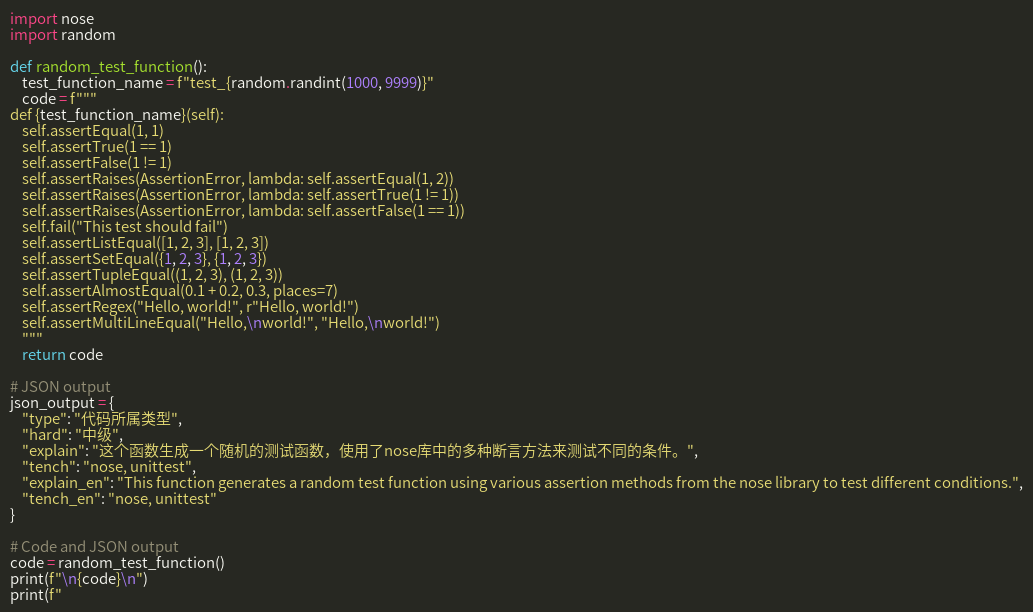 import nose
import random

def random_test_function():
    test_function_name = f"test_{random.randint(1000, 9999)}"
    code = f"""
def {test_function_name}(self):
    self.assertEqual(1, 1)
    self.assertTrue(1 == 1)
    self.assertFalse(1 != 1)
    self.assertRaises(AssertionError, lambda: self.assertEqual(1, 2))
    self.assertRaises(AssertionError, lambda: self.assertTrue(1 != 1))
    self.assertRaises(AssertionError, lambda: self.assertFalse(1 == 1))
    self.fail("This test should fail")
    self.assertListEqual([1, 2, 3], [1, 2, 3])
    self.assertSetEqual({1, 2, 3}, {1, 2, 3})
    self.assertTupleEqual((1, 2, 3), (1, 2, 3))
    self.assertAlmostEqual(0.1 + 0.2, 0.3, places=7)
    self.assertRegex("Hello, world!", r"Hello, world!")
    self.assertMultiLineEqual("Hello,\nworld!", "Hello,\nworld!")
    """
    return code

# JSON output
json_output = {
    "type": "代码所属类型",
    "hard": "中级",
    "explain": "这个函数生成一个随机的测试函数，使用了nose库中的多种断言方法来测试不同的条件。",
    "tench": "nose, unittest",
    "explain_en": "This function generates a random test function using various assertion methods from the nose library to test different conditions.",
    "tench_en": "nose, unittest"
}

# Code and JSON output
code = random_test_function()
print(f"\n{code}\n")
print(f"